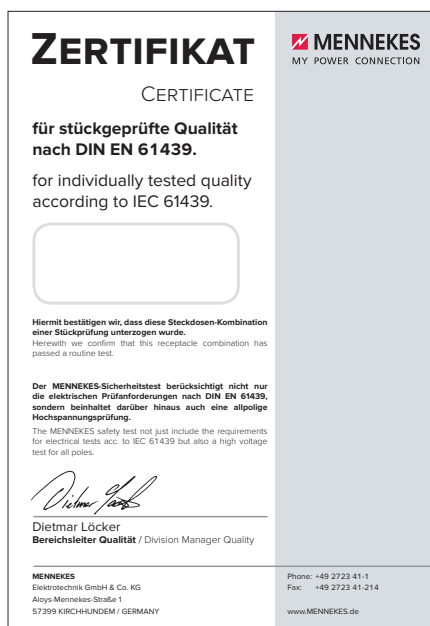 ZERTIFIKAT
CERTIFICATE
für stückgeprüfte Qualität
nach DIN EN 61439.
for individually tested quality
according to IEC 61439.
Hiermit bestätigen wir, dass diese Steckdosen-Kombination
einer Stückprüfung unterzogen wurde.
Herewith we confirm that this receptacle combination has
passed a routine test.
Der MENNEKES-Sicherheitstest berücksichtigt nicht nur
die elektrischen Prüfanforderungen nach DIN EN 61439,
sondern beinhaltet darüber hinaus auch eine allpolige
Hochspannungsprüfung.
The MENNEKES safety test not just include the requirements
for electrical tests acc. to IEC 61439 but also a high voltage
test for all poles.
Dietmar Löcker
Bereichsleiter Qualität / Division Manager Quality
MENNEKES
Elektrotechnik GmbH & Co. KG
Aloys-Mennekes-Straße 1
57399 KIRCHHUNDEM / GERMANY
MENNEKES
MY POWER CONNECTION
Phone: +49 2723 41-1
Fax: +49 2723 41-214
www.MENNEKES.de